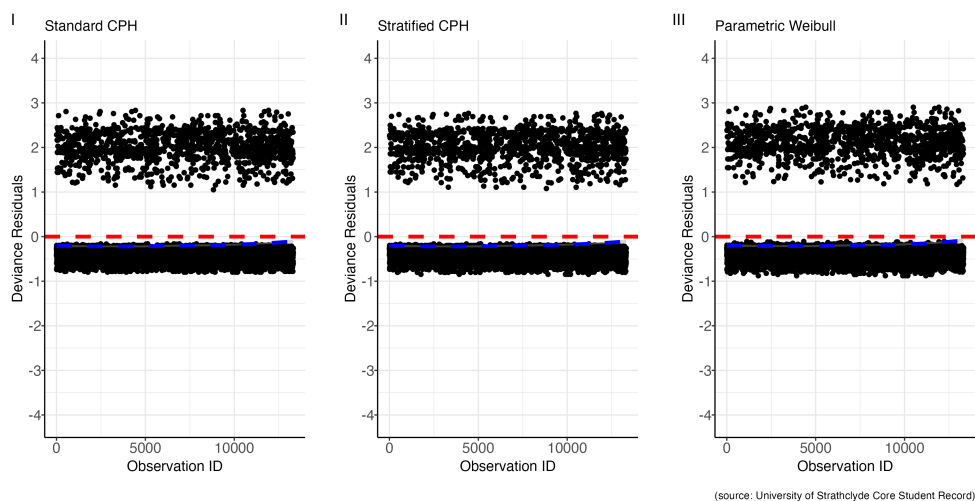 I
Standard CPH
4
3
2
1
0
-1
-2
-3
-4
Deviance Residuals
0 5000 10000
Observation ID
II
Stratified CPH
4
3
2
1
0
-1
-2
-3
-4
Deviance Residuals
0 5000 10000
Observation ID
III
Parametric Weibull
4
3
2
1
0
-1
-2
-3
-4
Deviance Residuals
0 5000 10000
Observation ID
(source: University of Strathclyde Core Student Record)